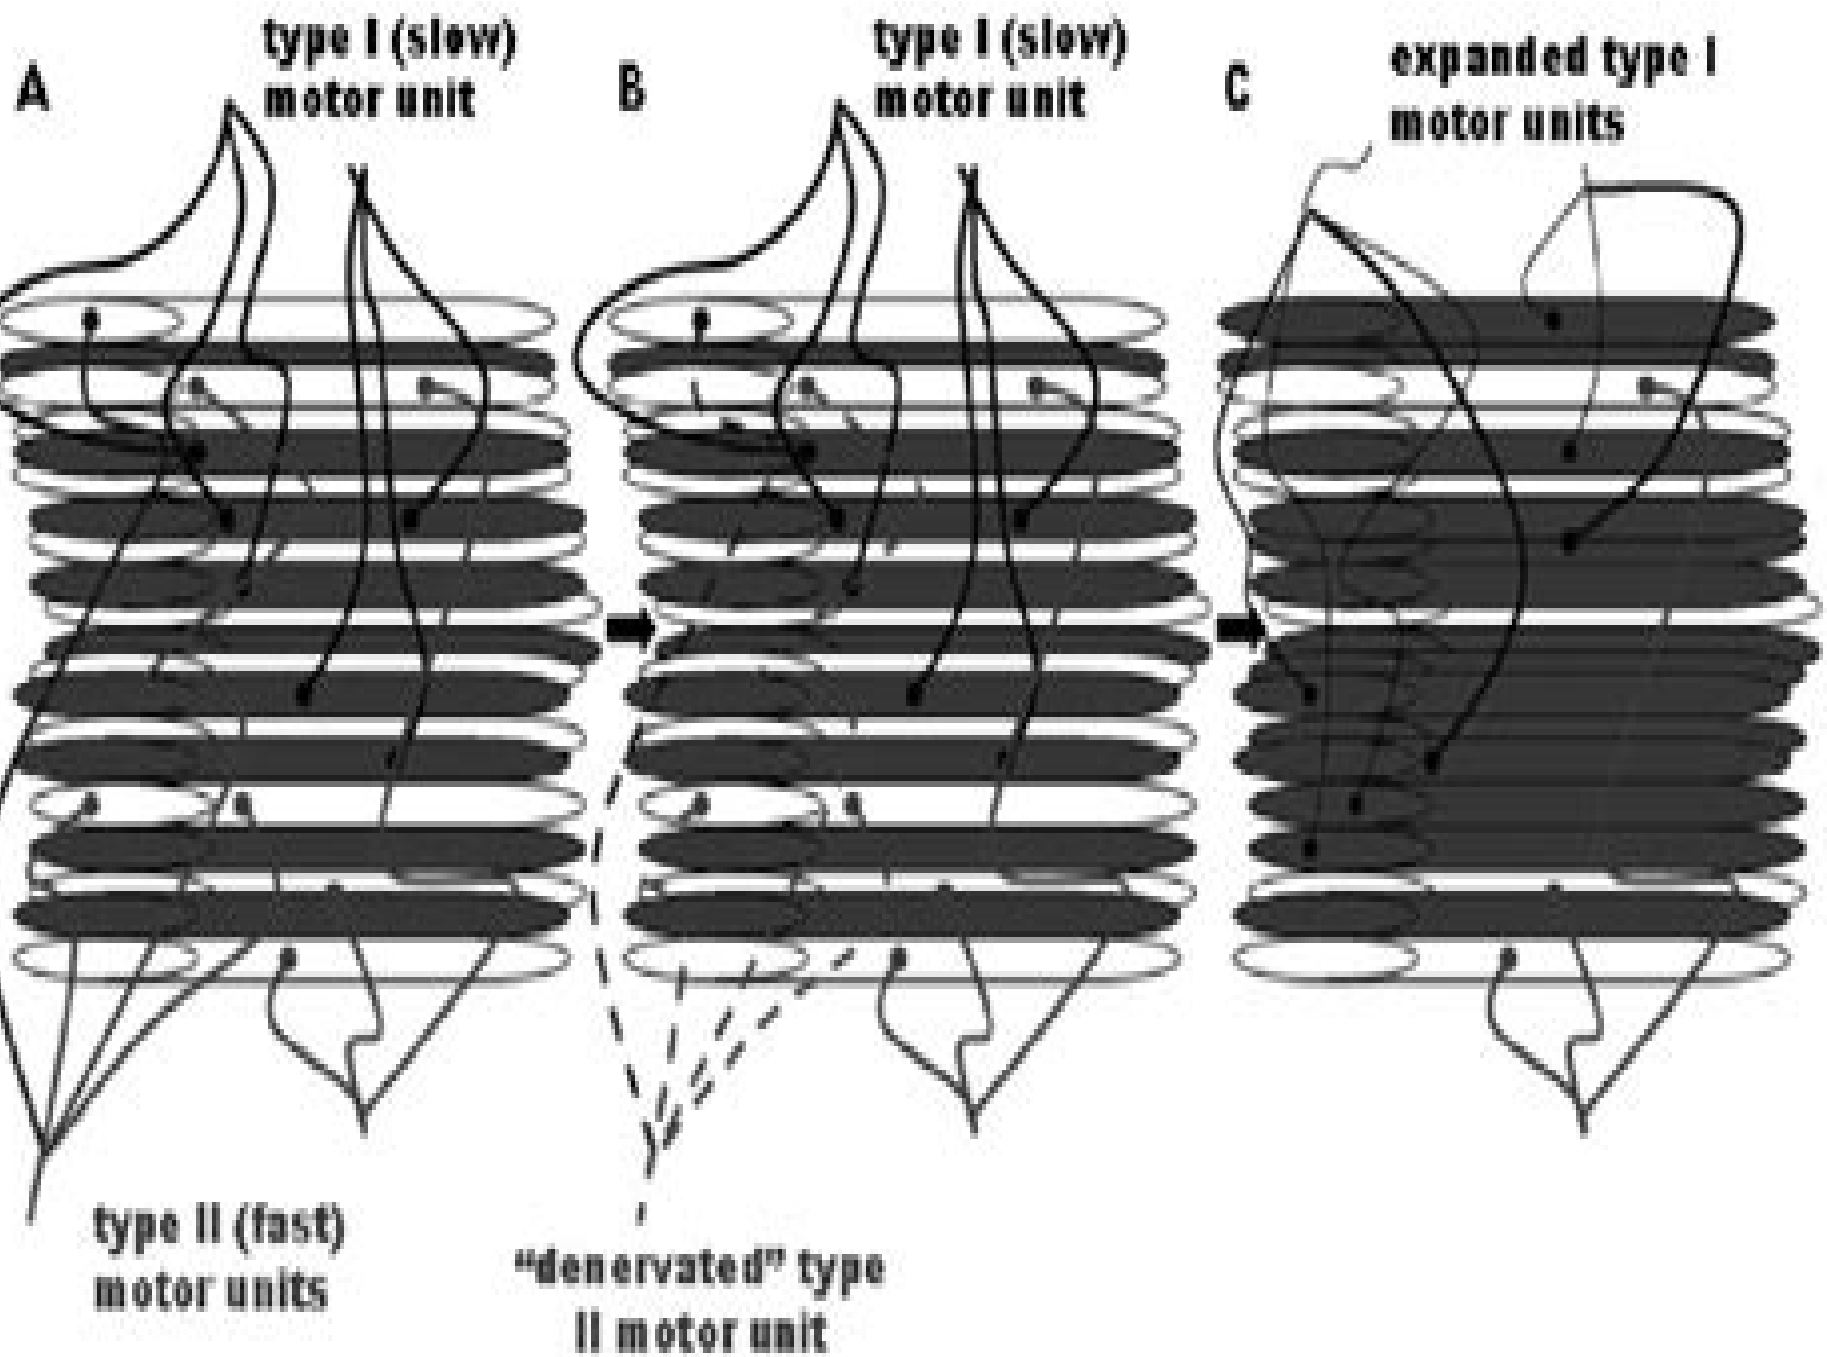 A
type I (slow)
motor unit
B
type I (slow)
motor unit
C
expanded type I
motor units
type II (fast)
motor units
“denervated” type
II motor unit